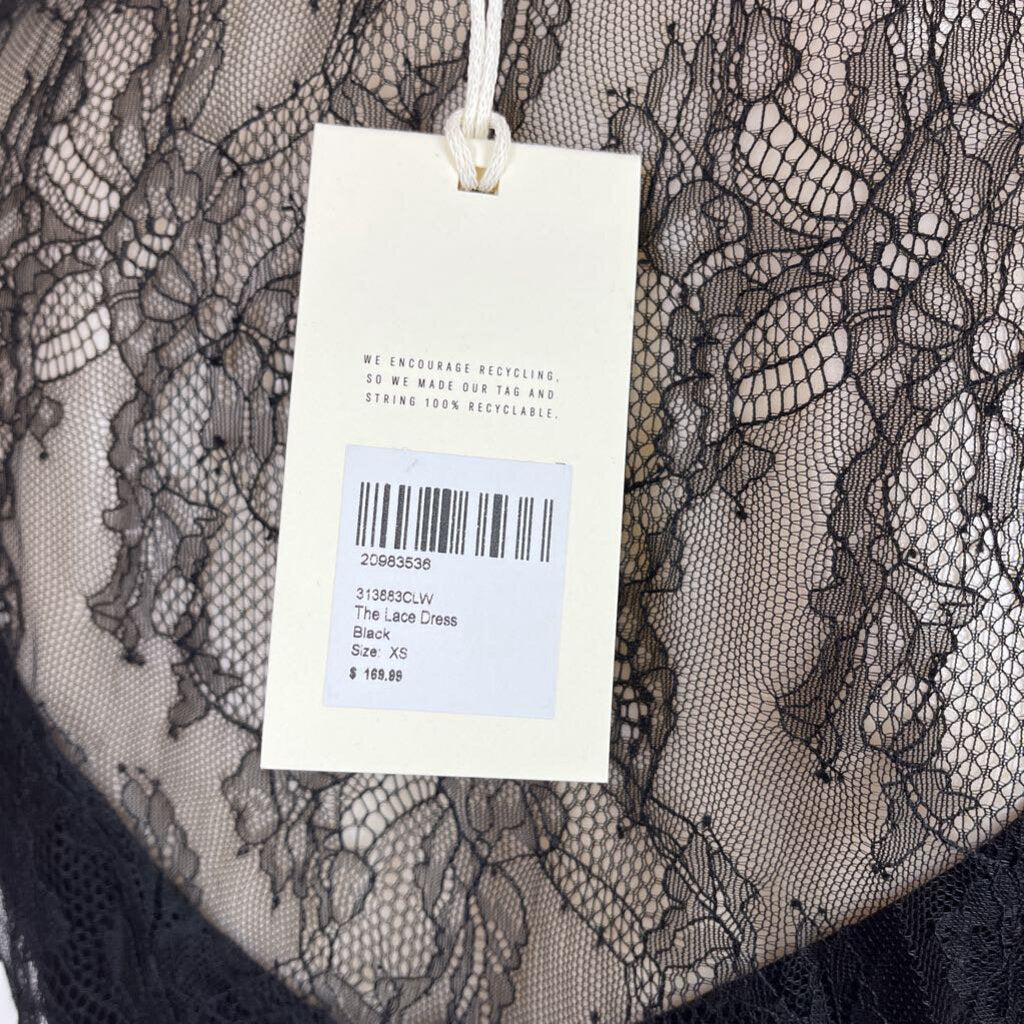 WE ENCOURAGE RECYCLING,
SO WE MADE OUR TAG AND
STRING 100% RECYCLABLE.
20983536
313883CLW
The Lace Dress
Black
Size: XS
$ 169.99